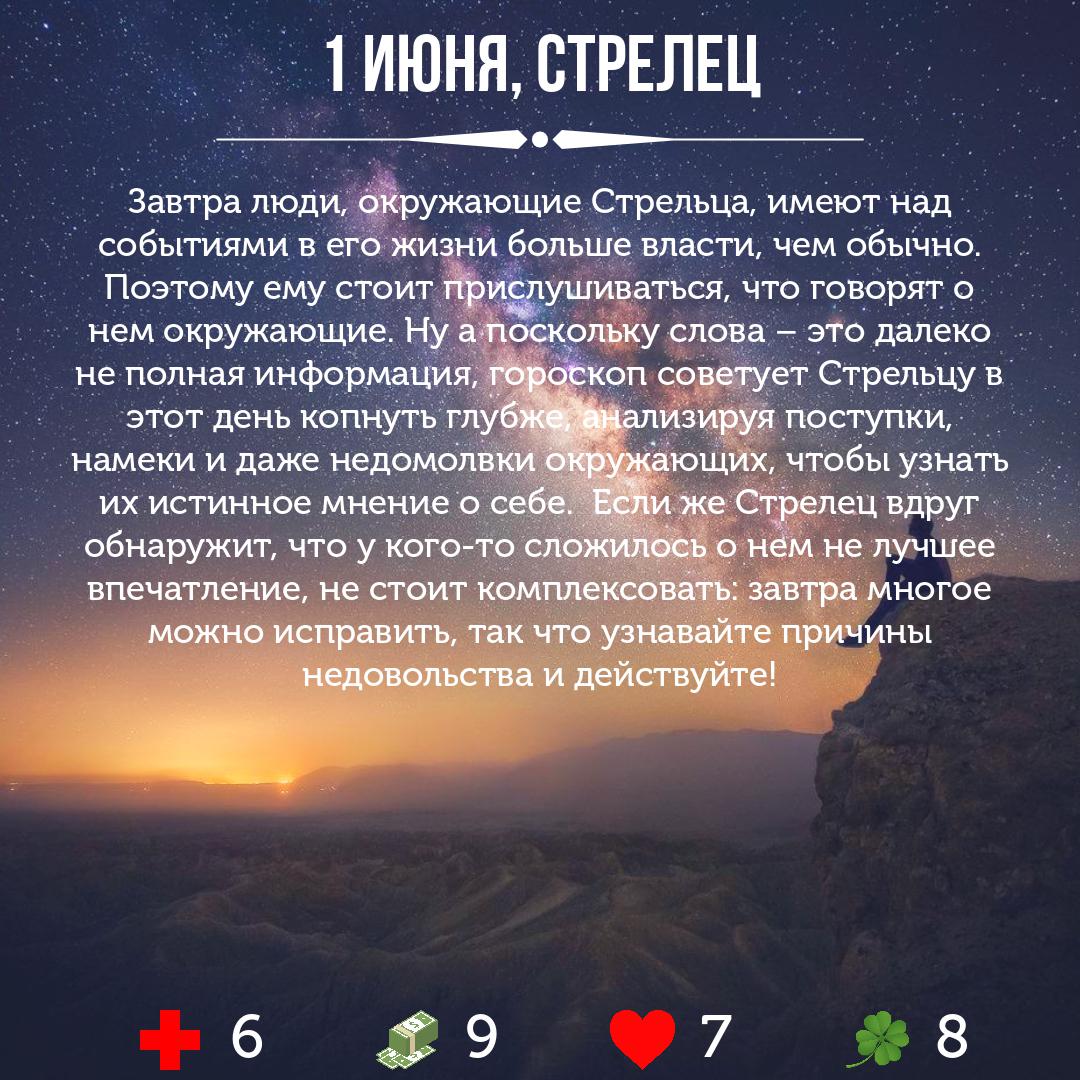 1 ИЮНЯ, СТРЕЛЕЦ
Завтра люди, окружающие Стрельца, имеют над
событиями в его жизни больше власти, чем обычно.
Поэтому ему стоит прислушиваться, что говорят о
нем окружающие. Ну а поскольку слова – это далеко
не полная информация, гороскоп советует Стрельцу в
этот день копнуть глубже, анализируя поступки,
намеки и даже недомолвки окружающих, чтобы узнать
их истинное мнение о себе.  Если же Стрелец вдруг
обнаружит, что у кого-то сложилось о нем не лучшее
впечатление, не стоит комплексовать: завтра многое
можно исправить, так что узнавайте причины
недовольства и действуйте!
6 9 7 8